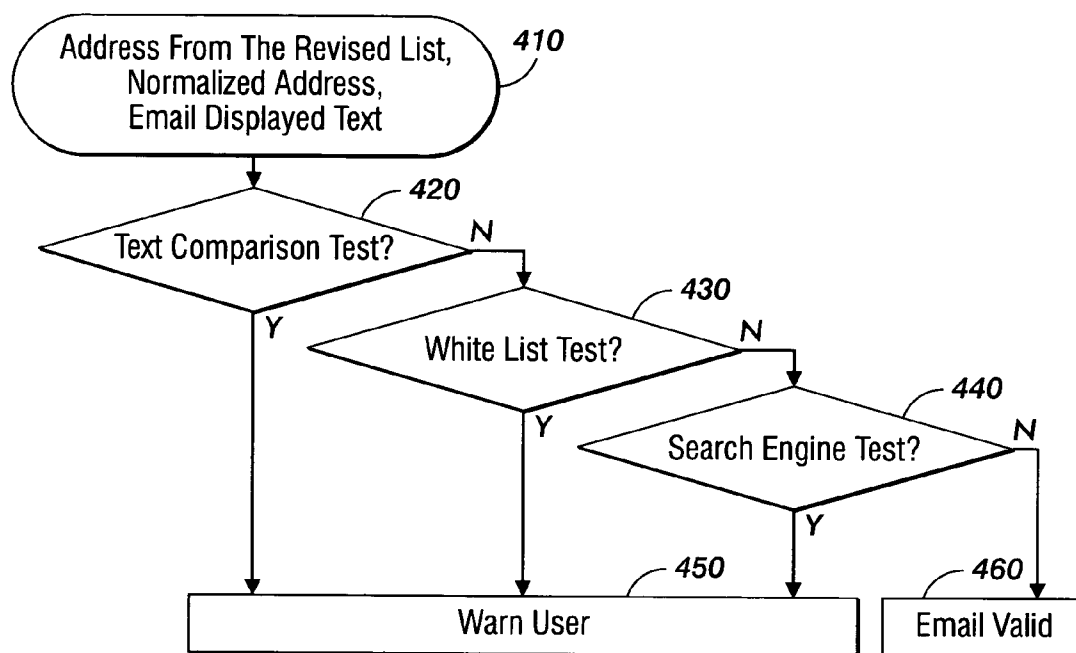 Address From The Revised List,
Normalized Address,
Email Displayed Text
410
420
Text Comparison Test?
N
Y
430
White List Test?
N
Y
440
Search Engine Test?
N
Y
450
Warn User
460
Email Valid